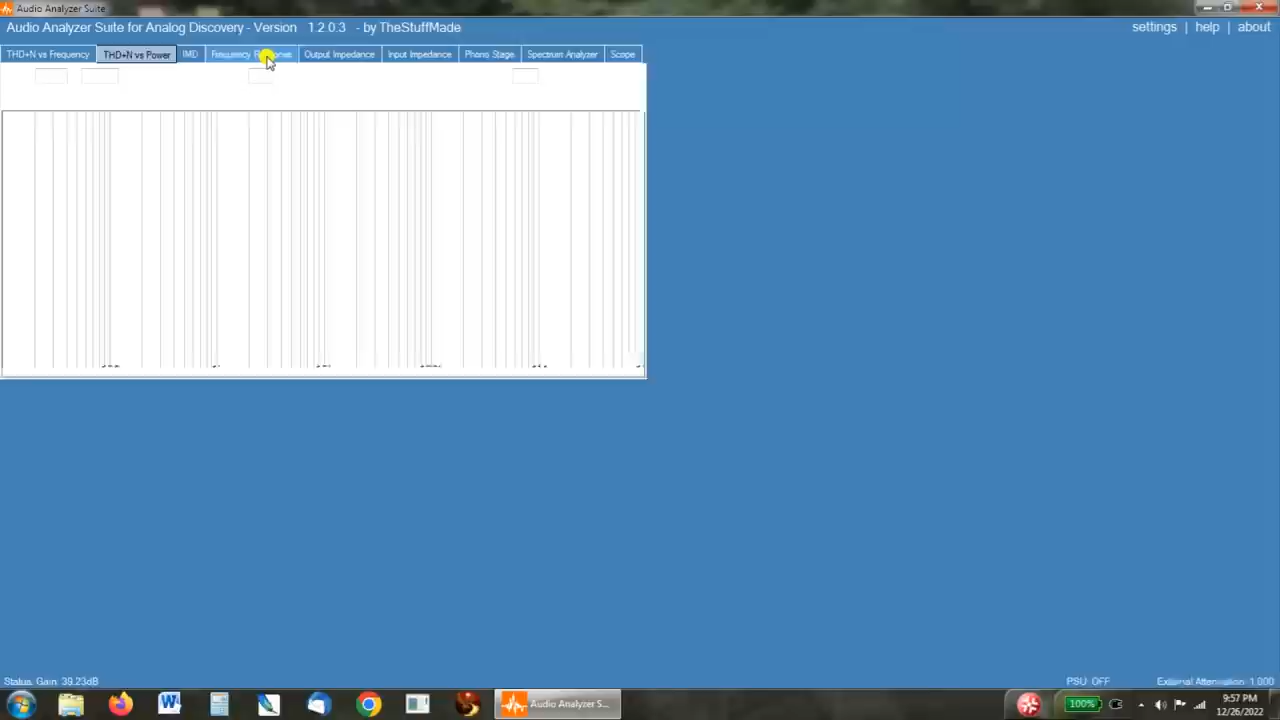 Audio Analyzer Suite
Audio Analyzer Suite for Analog Discovery - Version 1.2.0.3 - by TheStuffMade
settings | help | about
THD+N vs Frequency
THD+N vs Power
IMD
Frequency Response
Output Impedance
Input Impedance
Phono Stage
Spectrum Analyzer
Scope
Status. Gain: 39.23dB
PSU: OFF
External Attenuation: 1.000
Audio Analyzer S...
100%
9:57 PM
12/26/2022